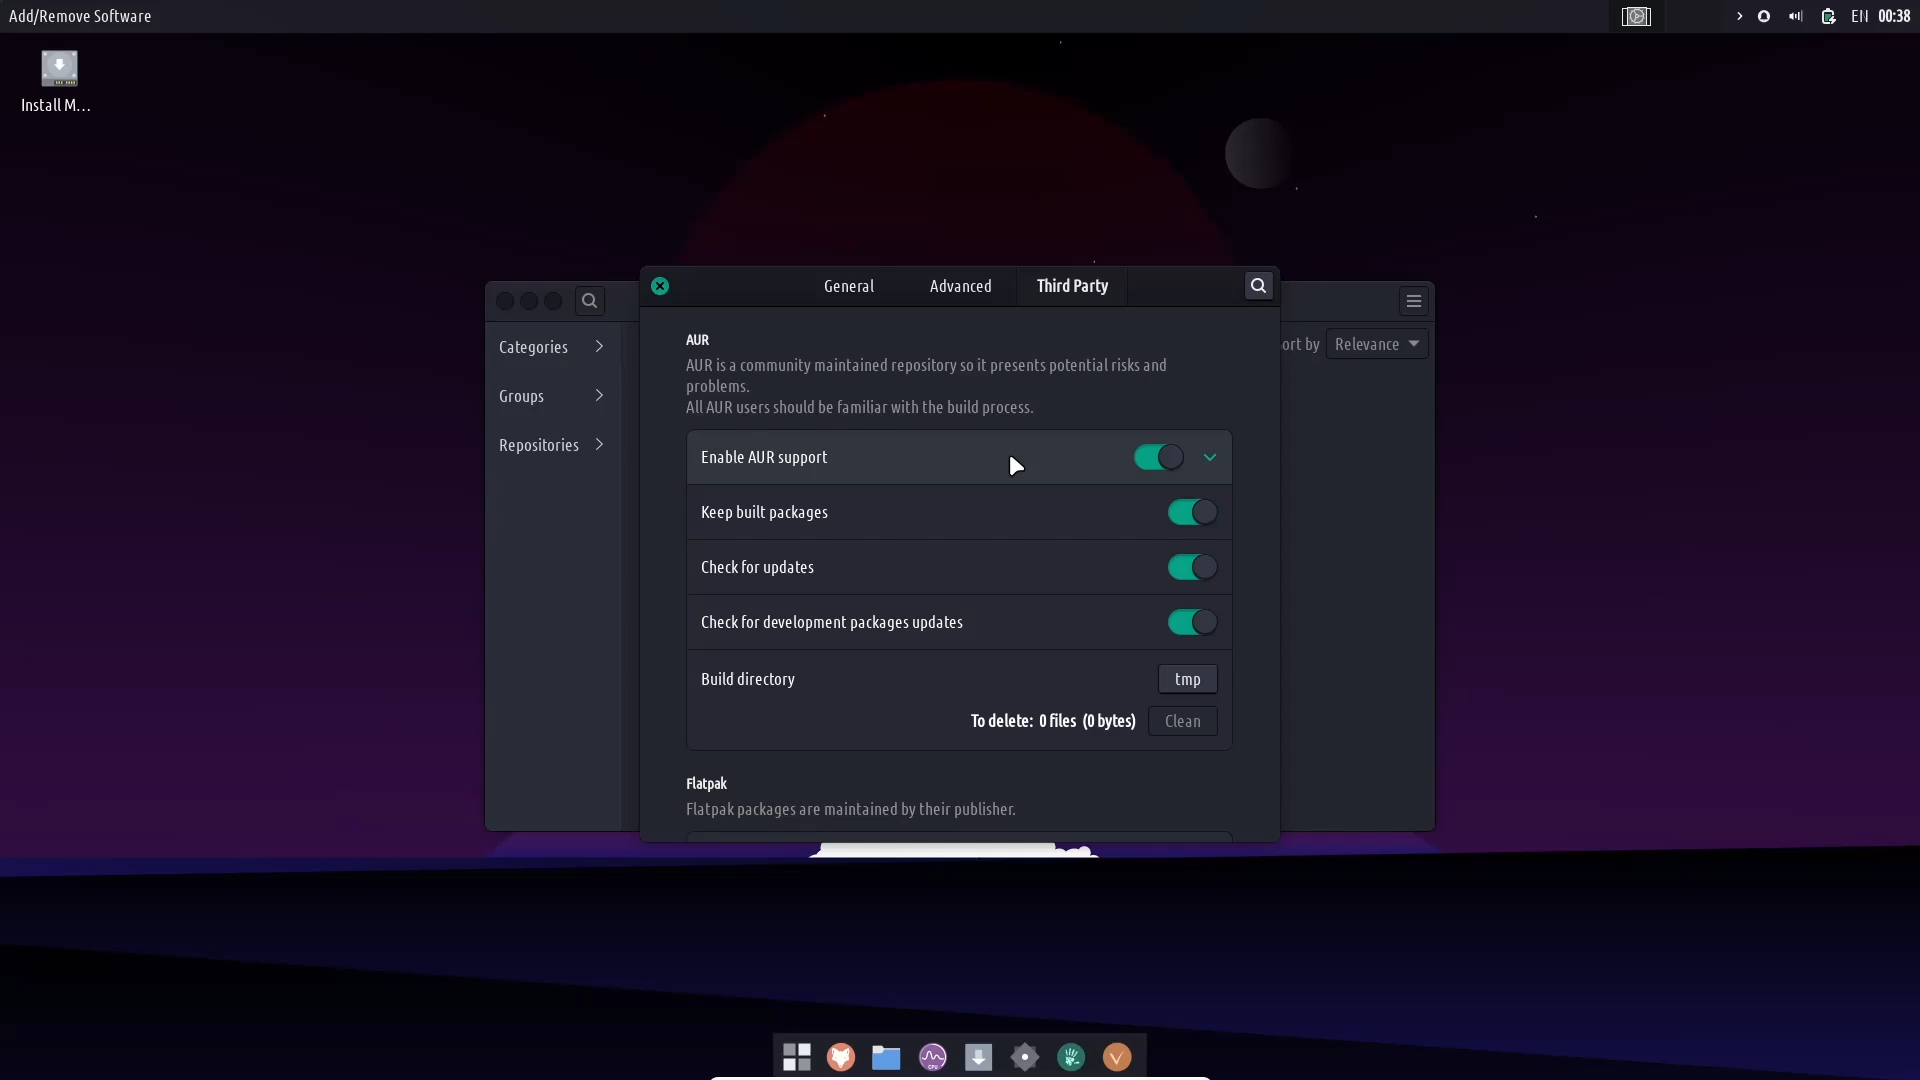 Add/Remove Software
EN 00:38
Install M...
General
Advanced
Third Party
Categories
Groups
Repositories
ort by
Relevance
AUR
AUR is a community maintained repository so it presents potential risks and
problems.
All AUR users should be familiar with the build process.
Enable AUR support
Keep built packages
Check for updates
Check for development packages updates
Build directory
tmp
To delete: 0 files (0 bytes)
Clean
Flatpak
Flatpak packages are maintained by their publisher.
CPU